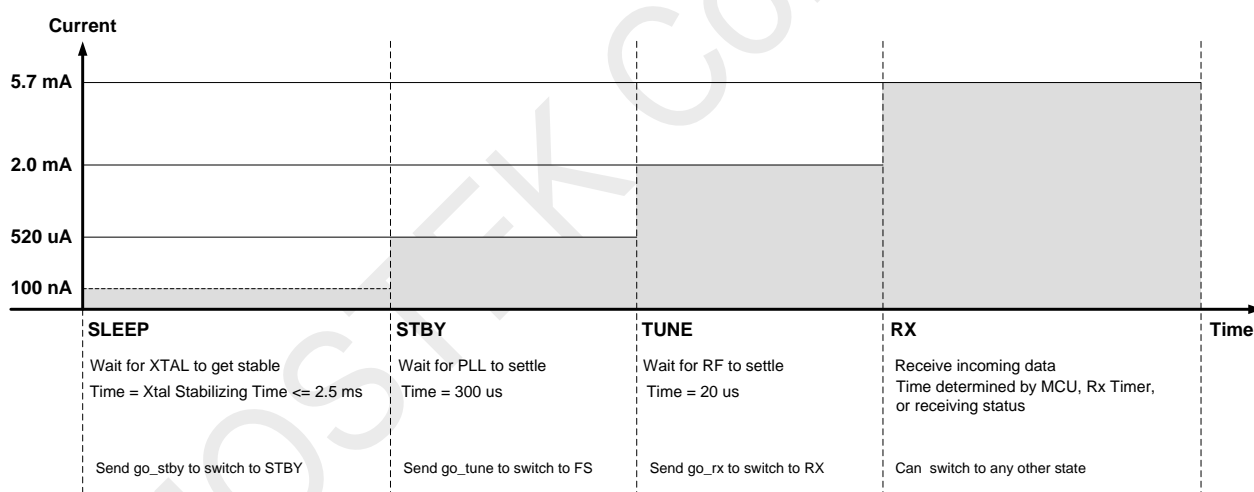 Current
5.7 mA
2.0 mA
520 uA
100 nA
SLEEP
STBY
TUNE
RX
Time
Wait for XTAL to get stable
Time = Xtal Stabilizing Time <= 2.5 ms
Wait for PLL to settle
Time = 300 us
Wait for RF to settle
Time = 20 us
Receive incoming data
Time determined by MCU, Rx Timer,
or receiving status
Send go_stby to switch to STBY
Send go_tune to switch to FS
Send go_rx to switch to RX
Can switch to any other state